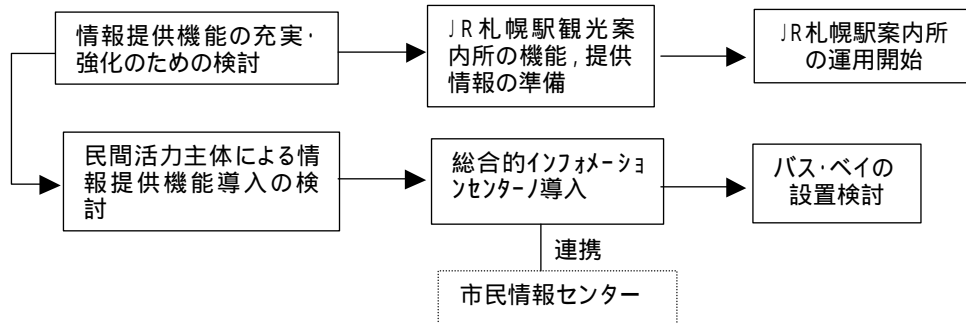 情報提供機能の充実・
強化のための検討
JR札幌駅観光案
内所の機能,提供
情報の準備
JR札幌駅案内所
の運用開始
民間活力主体による情
報提供機能導入の検
討
総合的インフォメーショ
ンセンターノ導入
バス・ベイの
設置検討
連携
市民情報センター